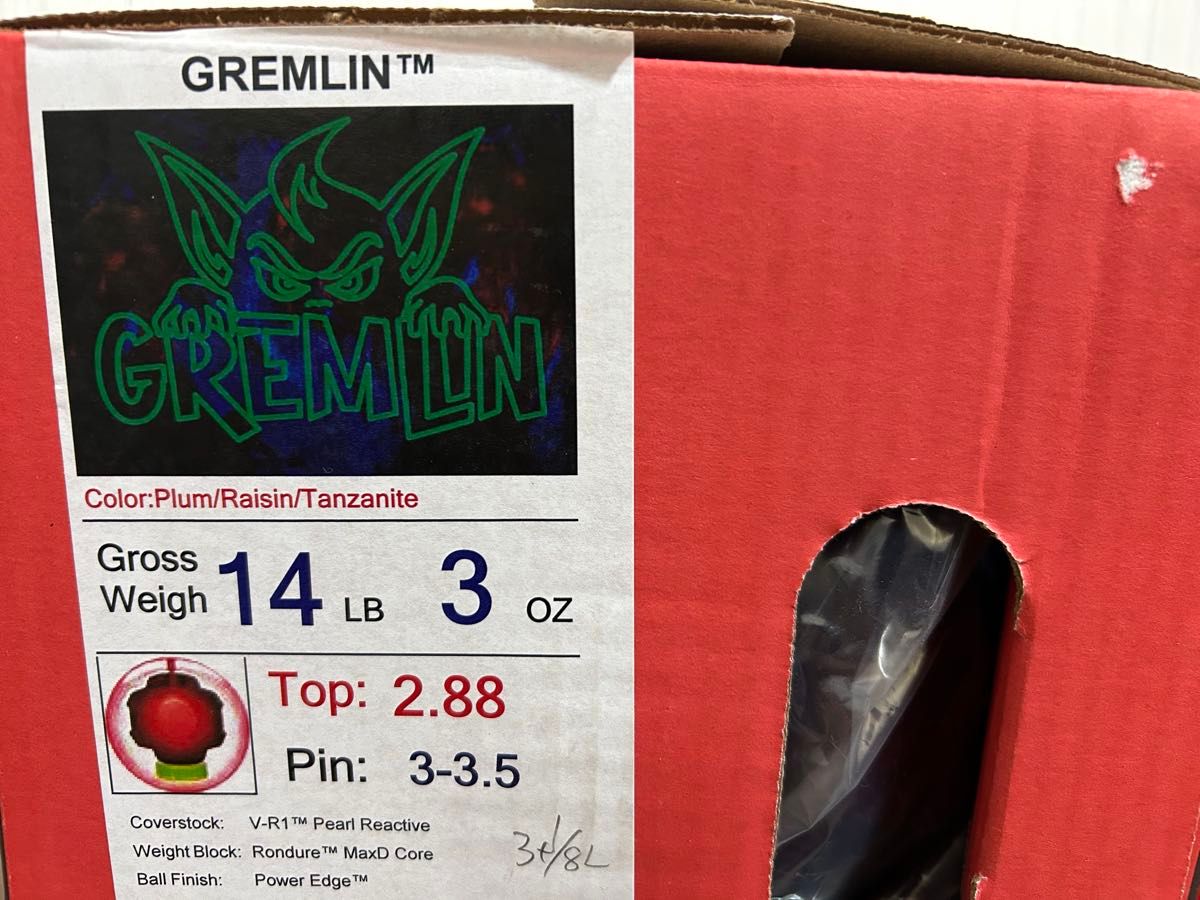 GREMLIN™
GREMLIN
Color:Plum/Raisin/Tanzanite
Gross Weigh 14 LB 3 OZ
Top: 2.88
Pin: 3-3.5
Coverstock: V-R1™ Pearl Reactive
Weight Block: Rondure™ MaxD Core
Ball Finish: Power Edge™